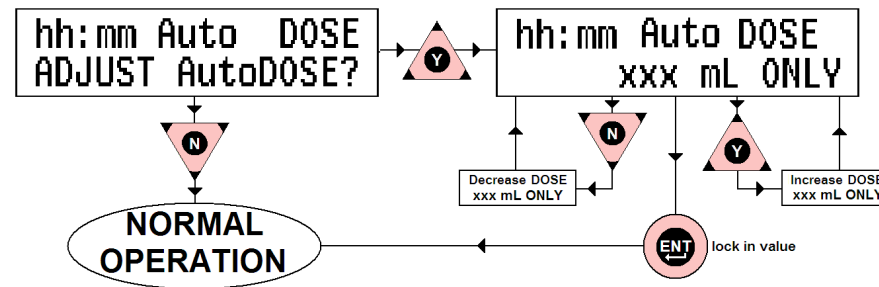 hh:mm Auto DOSE
ADJUST AutoDOSE?
Y
hh:mm Auto DOSE
xxx mL ONLY
N
N
Y
Decrease DOSE
xxx mL ONLY
Increase DOSE
xxx mL ONLY
NORMAL
OPERATION
ENT
lock in value